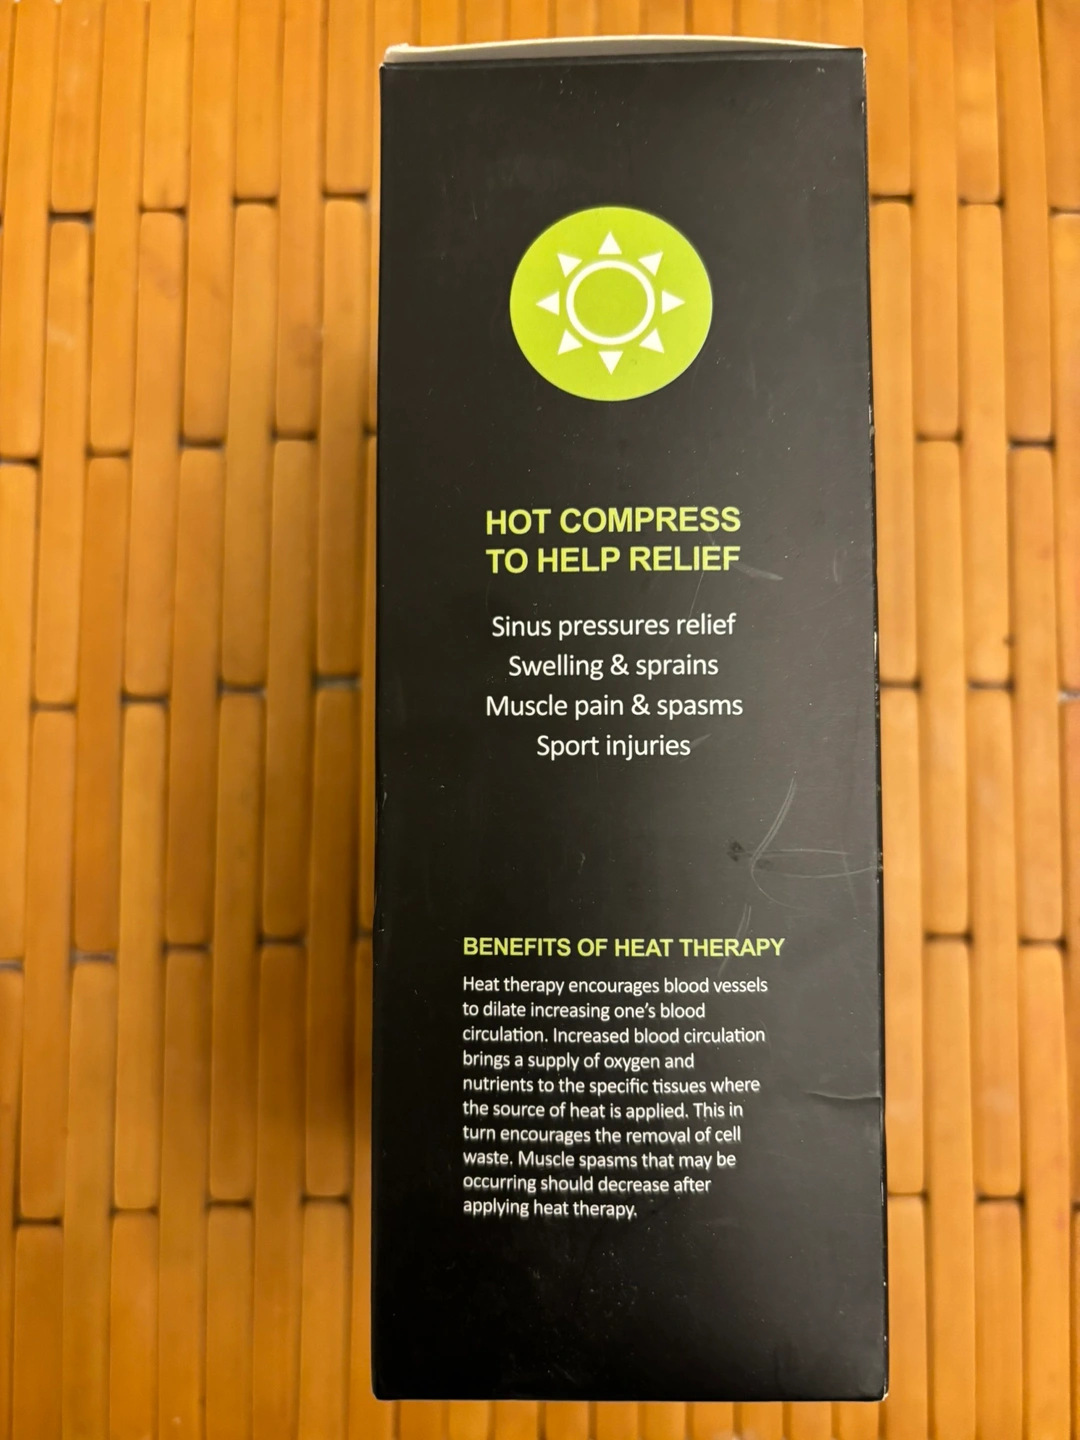 HOT COMPRESS
TO HELP RELIEF
Sinus pressures relief
Swelling & sprains
Muscle pain & spasms
Sport injuries
BENEFITS OF HEAT THERAPY
Heat therapy encourages blood vessels
to dilate increasing one’s blood
circulation. Increased blood circulation
brings a supply of oxygen and
nutrients to the specific tissues where
the source of heat is applied. This in
turn encourages the removal of cell
waste. Muscle spasms that may be
occurring should decrease after
applying heat therapy.